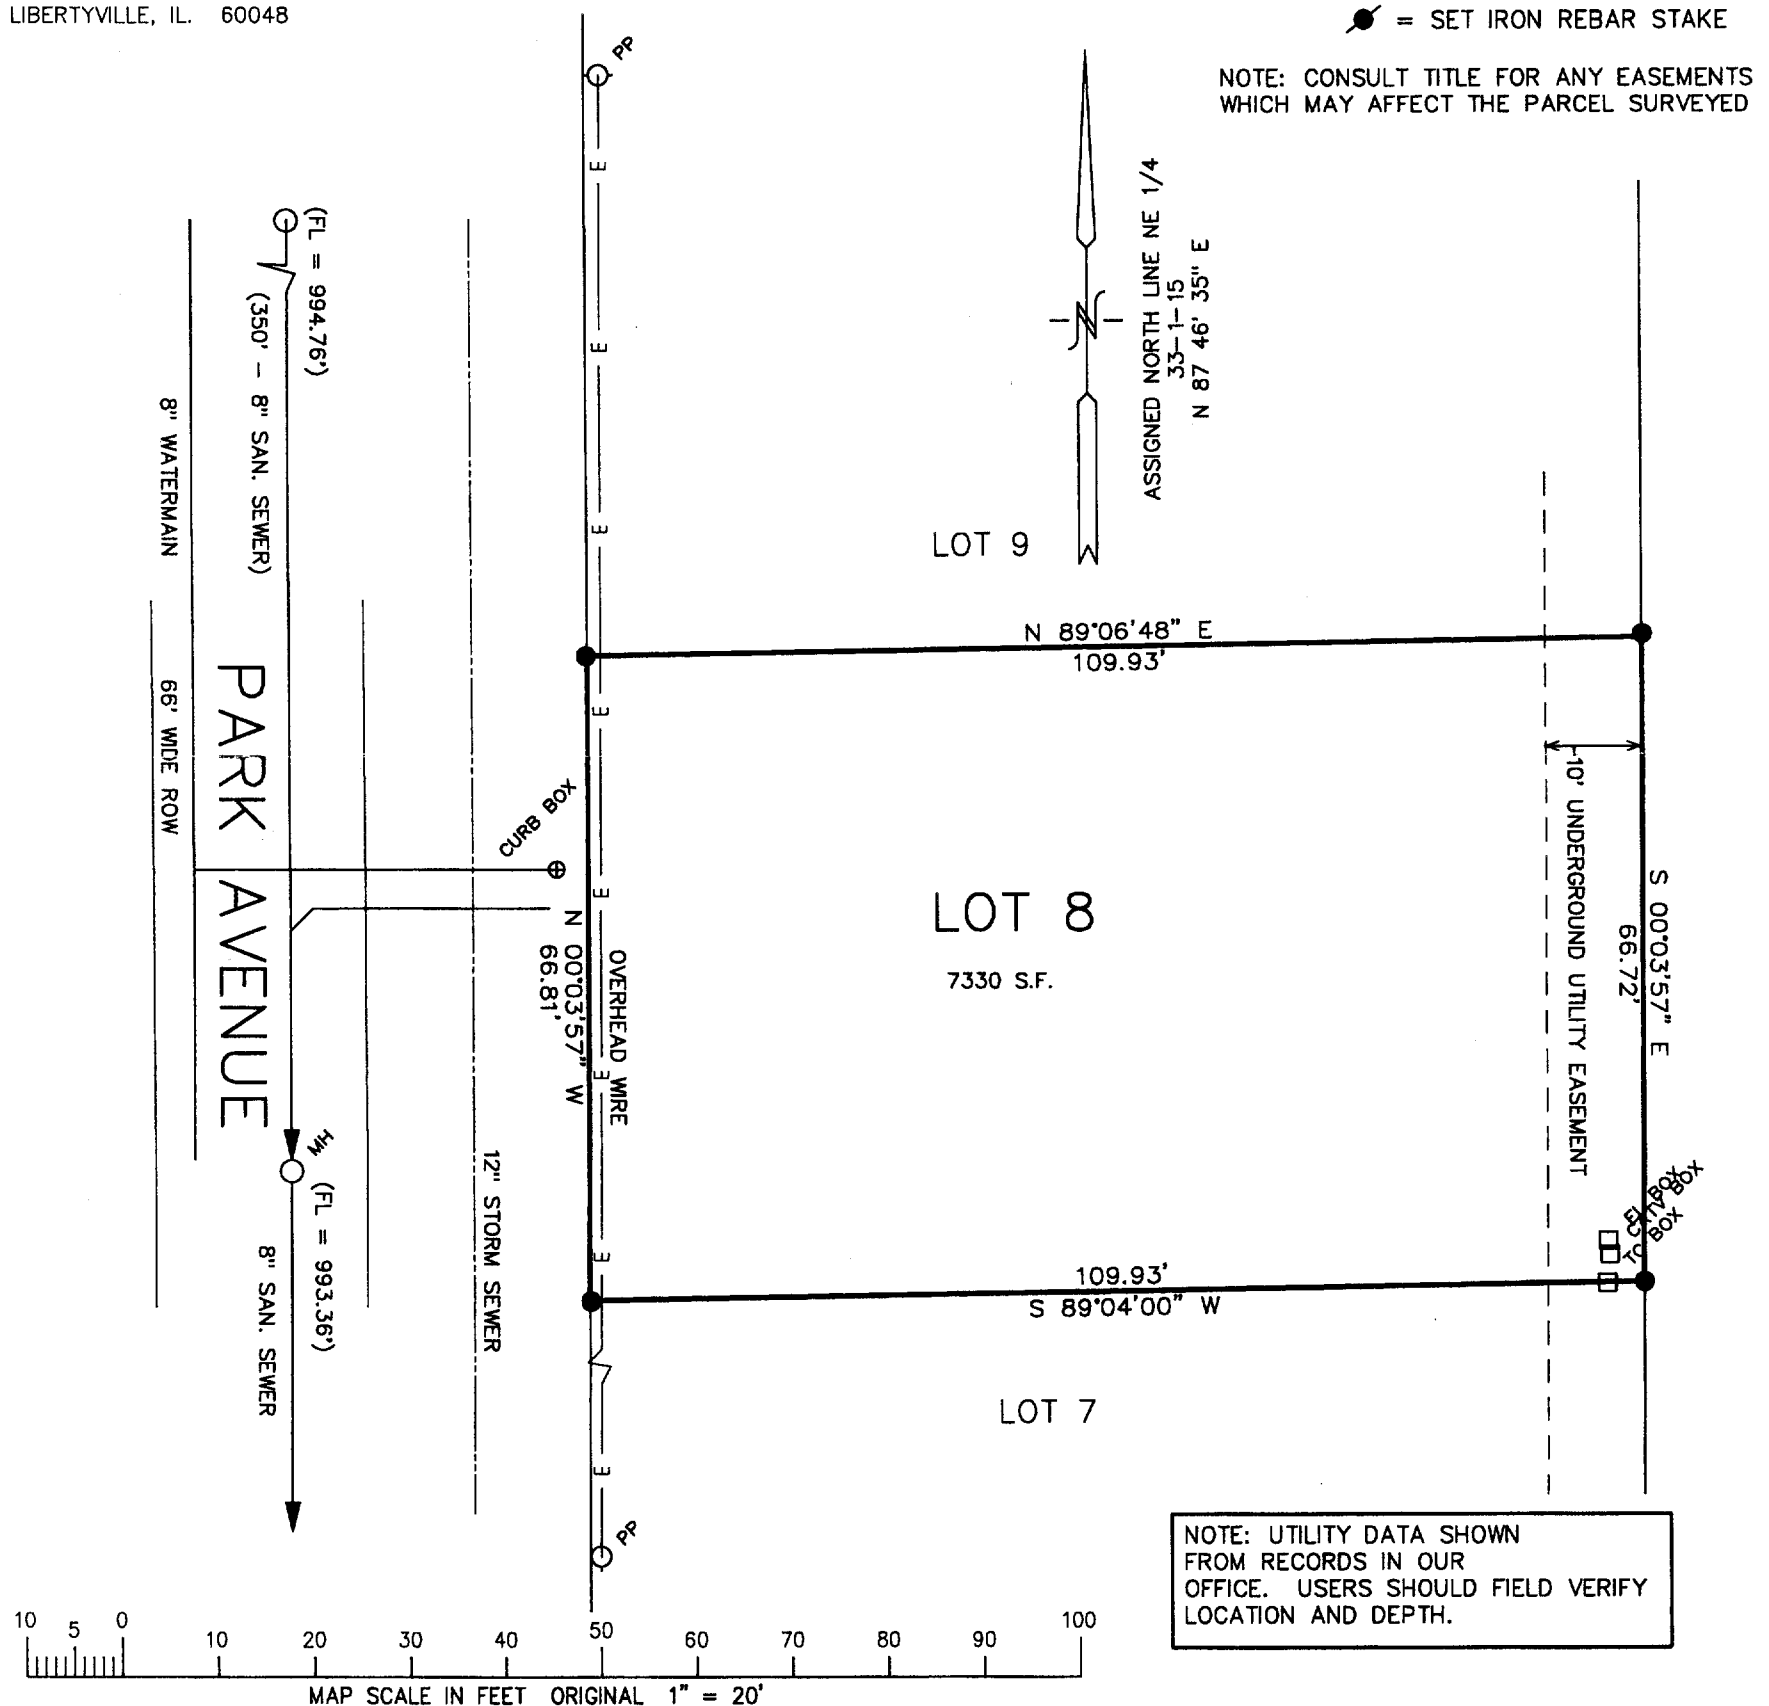 LIBERTYVILLE, IL. 60048
= SET IRON REBAR STAKE
NOTE: CONSULT TITLE FOR ANY EASEMENTS
WHICH MAY AFFECT THE PARCEL SURVEYED
PP
E
E
E
E
E
E
E
E
(FL = 994.76')
(350' - 8" SAN. SEWER)
8" WATERMAIN
66' WIDE ROW
PARK AVENUE
N
ASSIGNED NORTH LINE NE 1/4
33-1-15
N 87 46' 35" E
LOT 9
N 89°06'48" E
109.93'
CURB BOX
N 00°03'57" W
66.81'
OVERHEAD WIRE
LOT 8
7330 S.F.
10' UNDERGROUND UTILITY EASEMENT
S 00°03'57" E
66.72'
MH
(FL = 993.36')
8" SAN. SEWER
12" STORM SEWER
EL BOX
CATV BOX
TC BOX
109.93'
S 89°04'00" W
LOT 7
PP
NOTE: UTILITY DATA SHOWN
FROM RECORDS IN OUR
OFFICE. USERS SHOULD FIELD VERIFY
LOCATION AND DEPTH.
10 5 0 10 20 30 40 50 60 70 80 90 100
MAP SCALE IN FEET ORIGINAL 1" = 20'